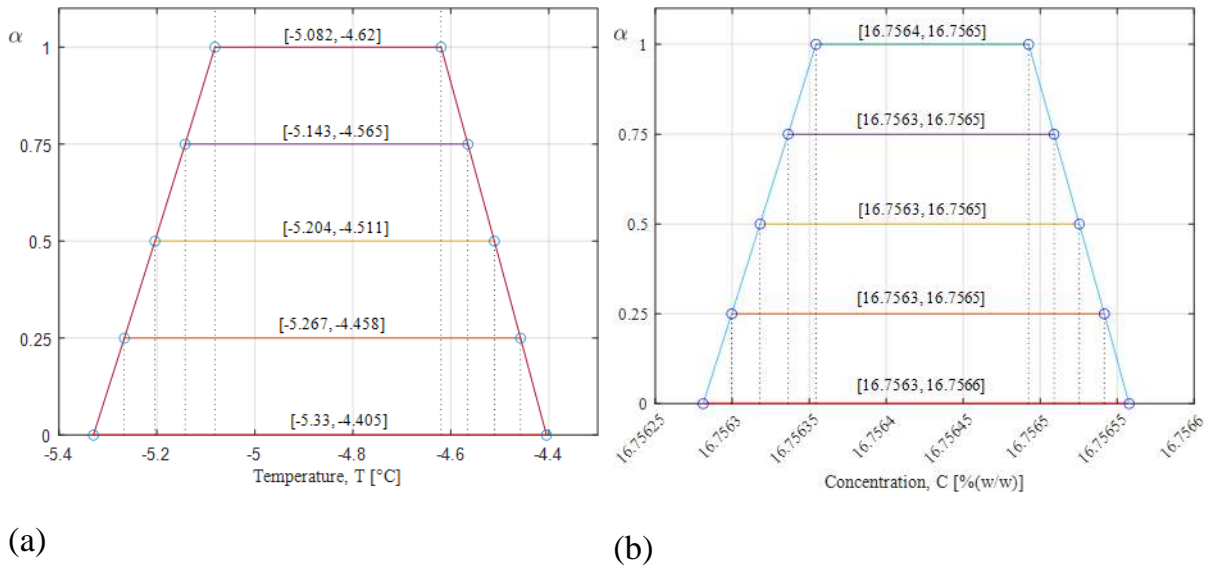 α
1
[-5.082, -4.62]
0.75
[-5.143, -4.565]
0.5
[-5.204, -4.511]
0.25
[-5.267, -4.458]
0
[-5.33, -4.405]
-5.4 -5.2 -5 -4.8 -4.6 -4.4
Temperature, T [°C]
(a)
α
1
[16.7564, 16.7565]
0.75
[16.7563, 16.7565]
0.5
[16.7563, 16.7565]
0.25
[16.7563, 16.7565]
0
[16.7563, 16.7566]
16.75625 16.7563 16.75635 16.7564 16.75645 16.7565 16.75655 16.7566
Concentration, C [%(w/w)]
(b)